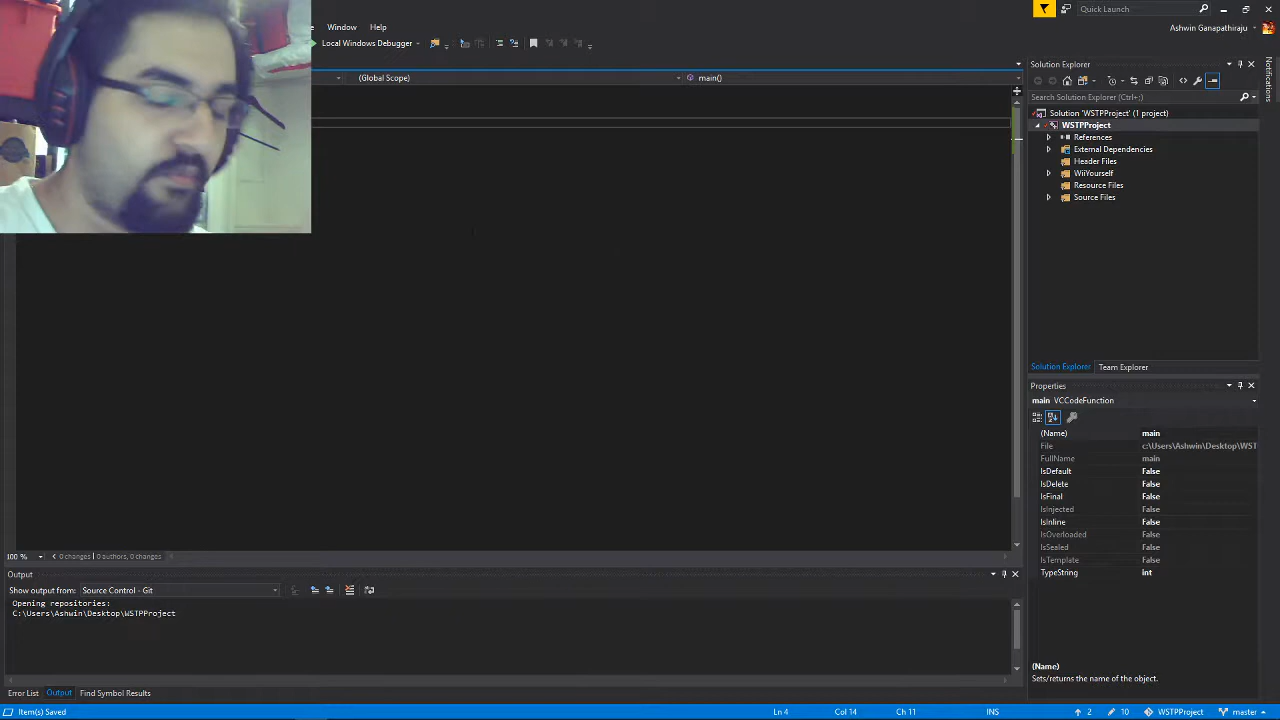 Quick Launch
Window Help
Ashwin Ganapathiraju
Local Windows Debugger
Notifications
Solution Explorer
(Global Scope)
main()
Search Solution Explorer (Ctrl+;)
Solution 'WSTPProject' (1 project)
WSTPProject
References
External Dependencies
Header Files
WiiYourself
Resource Files
Source Files
Solution Explorer Team Explorer
Properties
main VCCodeFunction
(Name) main
File c:\Users\Ashwin\Desktop\WST
FullName main
IsDefault False
IsDelete False
IsFinal False
IsInjected False
IsInline False
IsOverloaded False
IsSealed False
IsTemplate False
TypeString int
100 % 0 changes | 0 authors, 0 changes
Output
Show output from: Source Control - Git
Opening repositories:
C:\Users\Ashwin\Desktop\WSTPProject
(Name)
Sets/returns the name of the object.
Error List Output Find Symbol Results
Item(s) Saved Ln 4 Col 14 Ch 11 INS 2 10 WSTPProject master